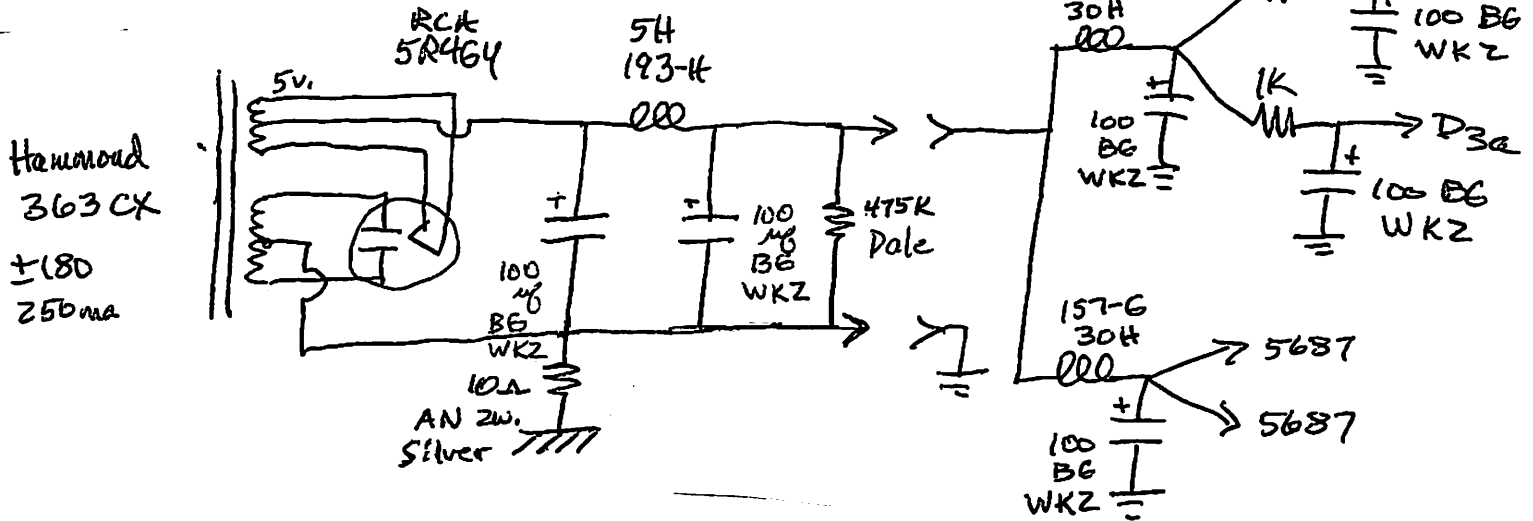 Hammond
363 CX
±180
250ma
5v.
RCA
5R4GY
5H
193-H
100
µf
BG
WKZ
10Ω
AN 2W.
Silver
100
µf
BG
WKZ
475K
Dale
30H
100
BG
WKZ
100 BG
WKZ
1K
D3a
100 BG
WKZ
157-G
30H
5687
5687
100
BG
WKZ